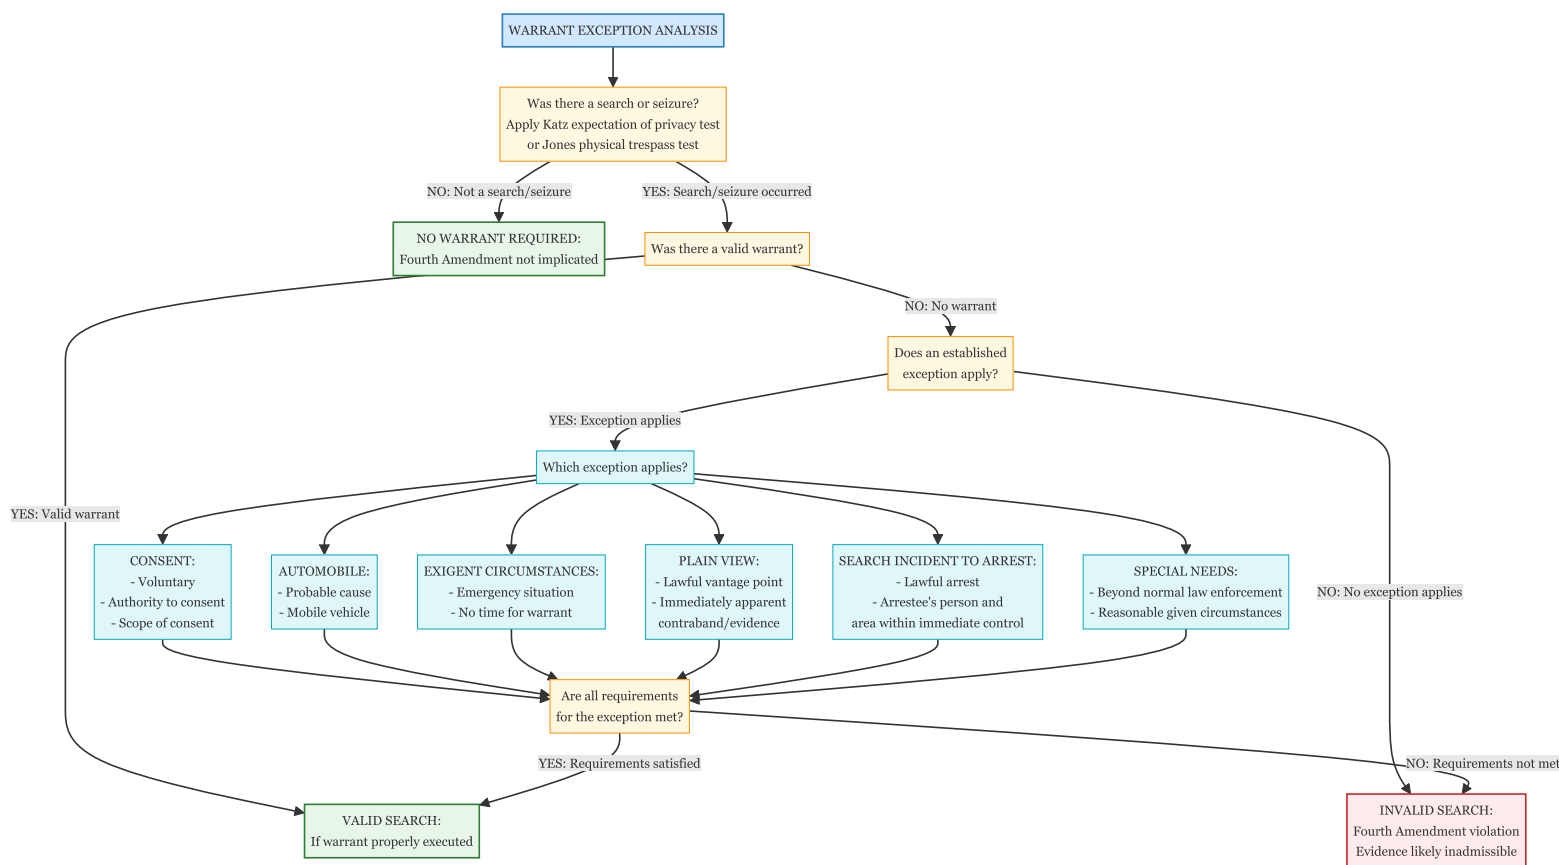 WARRANT EXCEPTION ANALYSIS
Was there a search or seizure?
Apply Katz expectation of privacy test
or Jones physical trespass test
NO: Not a search/seizure
YES: Search/seizure occurred
NO WARRANT REQUIRED:
Fourth Amendment not implicated
Was there a valid warrant?
NO: No warrant
Does an established
exception apply?
YES: Exception applies
Which exception applies?
YES: Valid warrant
CONSENT:
- Voluntary
- Authority to consent
- Scope of consent
AUTOMOBILE:
- Probable cause
- Mobile vehicle
EXIGENT CIRCUMSTANCES:
- Emergency situation
- No time for warrant
PLAIN VIEW:
- Lawful vantage point
- Immediately apparent
contraband/evidence
SEARCH INCIDENT TO ARREST:
- Lawful arrest
- Arrestee's person and
area within immediate control
SPECIAL NEEDS:
- Beyond normal law enforcement
- Reasonable given circumstances
NO: No exception applies
Are all requirements
for the exception met?
YES: Requirements satisfied
NO: Requirements not met
VALID SEARCH:
If warrant properly executed
INVALID SEARCH:
Fourth Amendment violation
Evidence likely inadmissible